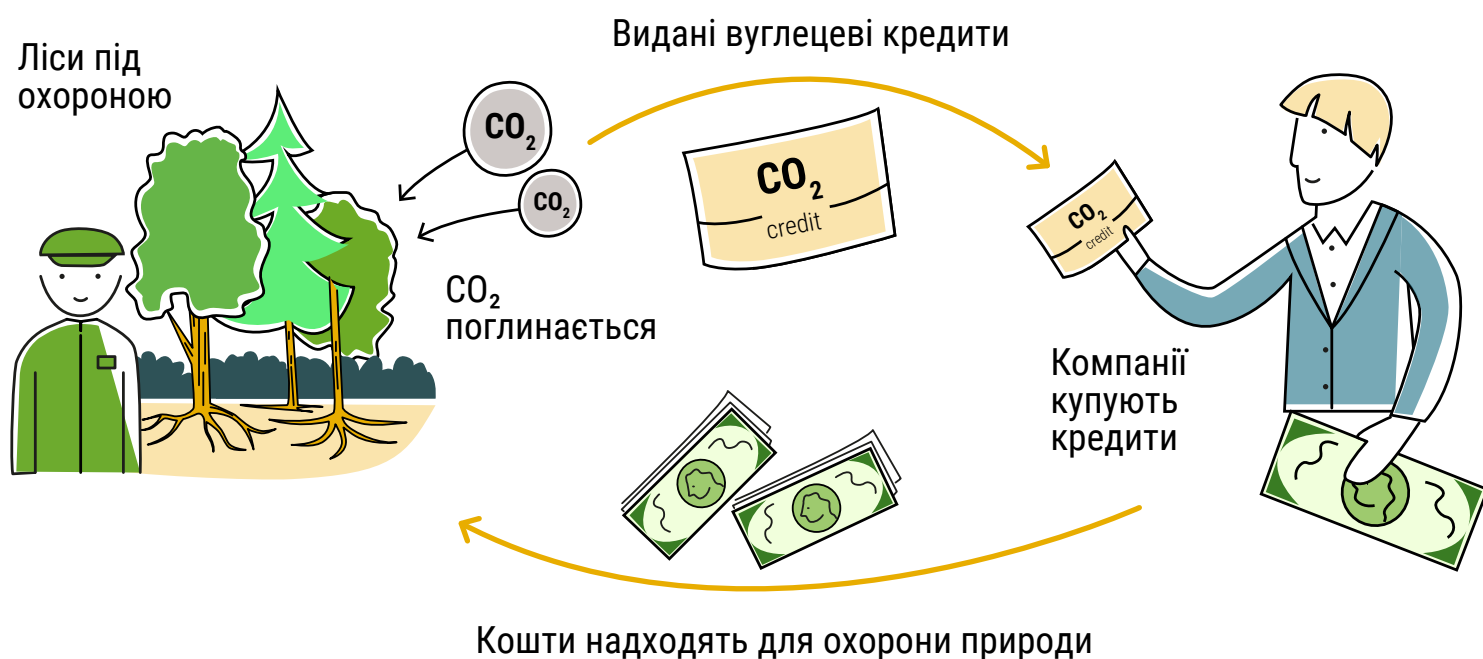 Видані вуглецеві кредити
Ліси під
охороною
CO₂
CO₂
CO₂
поглинається
CO₂
credit
CO₂
credit
Компанії
купують
кредити
Кошти надходять для охорони природи